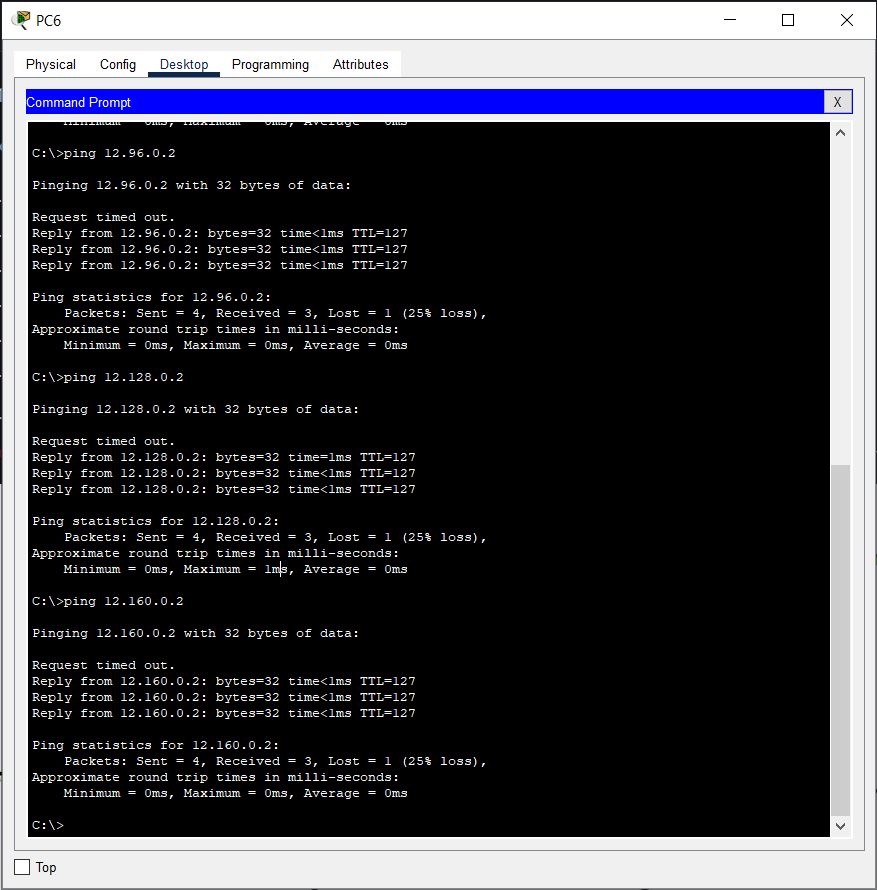 PC6
Physical Config Desktop Programming Attributes
Command Prompt X
Minimum = 0ms, Maximum = 0ms, Average = 0ms
C:\>ping 12.96.0.2
Pinging 12.96.0.2 with 32 bytes of data:
Request timed out.
Reply from 12.96.0.2: bytes=32 time<1ms TTL=127
Reply from 12.96.0.2: bytes=32 time<1ms TTL=127
Reply from 12.96.0.2: bytes=32 time<1ms TTL=127
Ping statistics for 12.96.0.2:
Packets: Sent = 4, Received = 3, Lost = 1 (25% loss),
Approximate round trip times in milli-seconds:
Minimum = 0ms, Maximum = 0ms, Average = 0ms
C:\>ping 12.128.0.2
Pinging 12.128.0.2 with 32 bytes of data:
Request timed out.
Reply from 12.128.0.2: bytes=32 time=1ms TTL=127
Reply from 12.128.0.2: bytes=32 time<1ms TTL=127
Reply from 12.128.0.2: bytes=32 time<1ms TTL=127
Ping statistics for 12.128.0.2:
Packets: Sent = 4, Received = 3, Lost = 1 (25% loss),
Approximate round trip times in milli-seconds:
Minimum = 0ms, Maximum = 1ms, Average = 0ms
C:\>ping 12.160.0.2
Pinging 12.160.0.2 with 32 bytes of data:
Request timed out.
Reply from 12.160.0.2: bytes=32 time<1ms TTL=127
Reply from 12.160.0.2: bytes=32 time<1ms TTL=127
Reply from 12.160.0.2: bytes=32 time<1ms TTL=127
Ping statistics for 12.160.0.2:
Packets: Sent = 4, Received = 3, Lost = 1 (25% loss),
Approximate round trip times in milli-seconds:
Minimum = 0ms, Maximum = 0ms, Average = 0ms
C:\>
Top